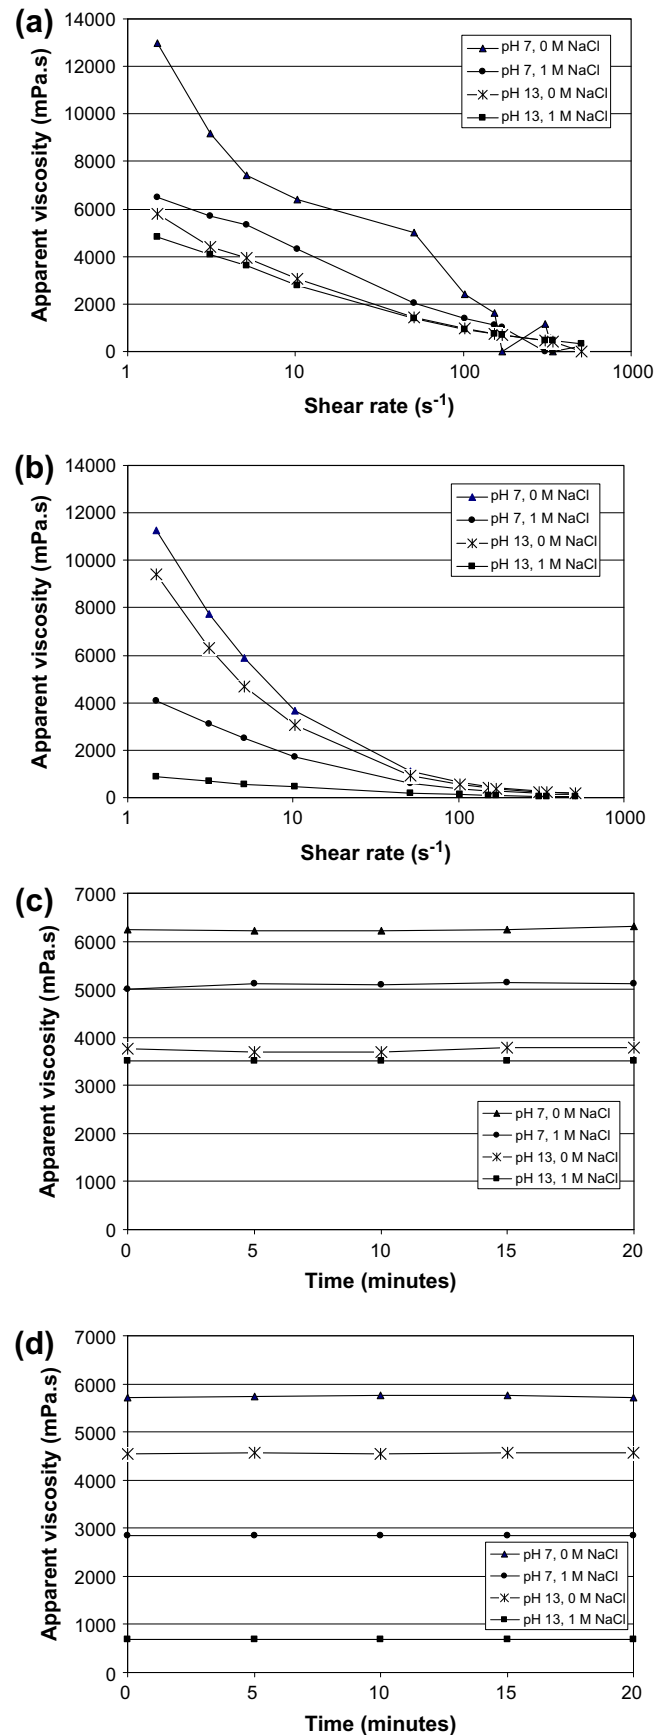 (a)
14000
12000
10000
8000
6000
4000
2000
0
Apparent viscosity (mPa.s)
pH 7, 0 M NaCl
pH 7, 1 M NaCl
pH 13, 0 M NaCl
pH 13, 1 M NaCl
1 10 100 1000
Shear rate (s-1)
(b)
14000
12000
10000
8000
6000
4000
2000
0
Apparent viscosity (mPa.s)
pH 7, 0 M NaCl
pH 7, 1 M NaCl
pH 13, 0 M NaCl
pH 13, 1 M NaCl
1 10 100 1000
Shear rate (s-1)
(c)
7000
6000
5000
4000
3000
2000
1000
0
Apparent viscosity (mPa.s)
pH 7, 0 M NaCl
pH 7, 1 M NaCl
pH 13, 0 M NaCl
pH 13, 1 M NaCl
0 5 10 15 20
Time (minutes)
(d)
7000
6000
5000
4000
3000
2000
1000
0
Apparent viscosity (mPa.s)
pH 7, 0 M NaCl
pH 7, 1 M NaCl
pH 13, 0 M NaCl
pH 13, 1 M NaCl
0 5 10 15 20
Time (minutes)